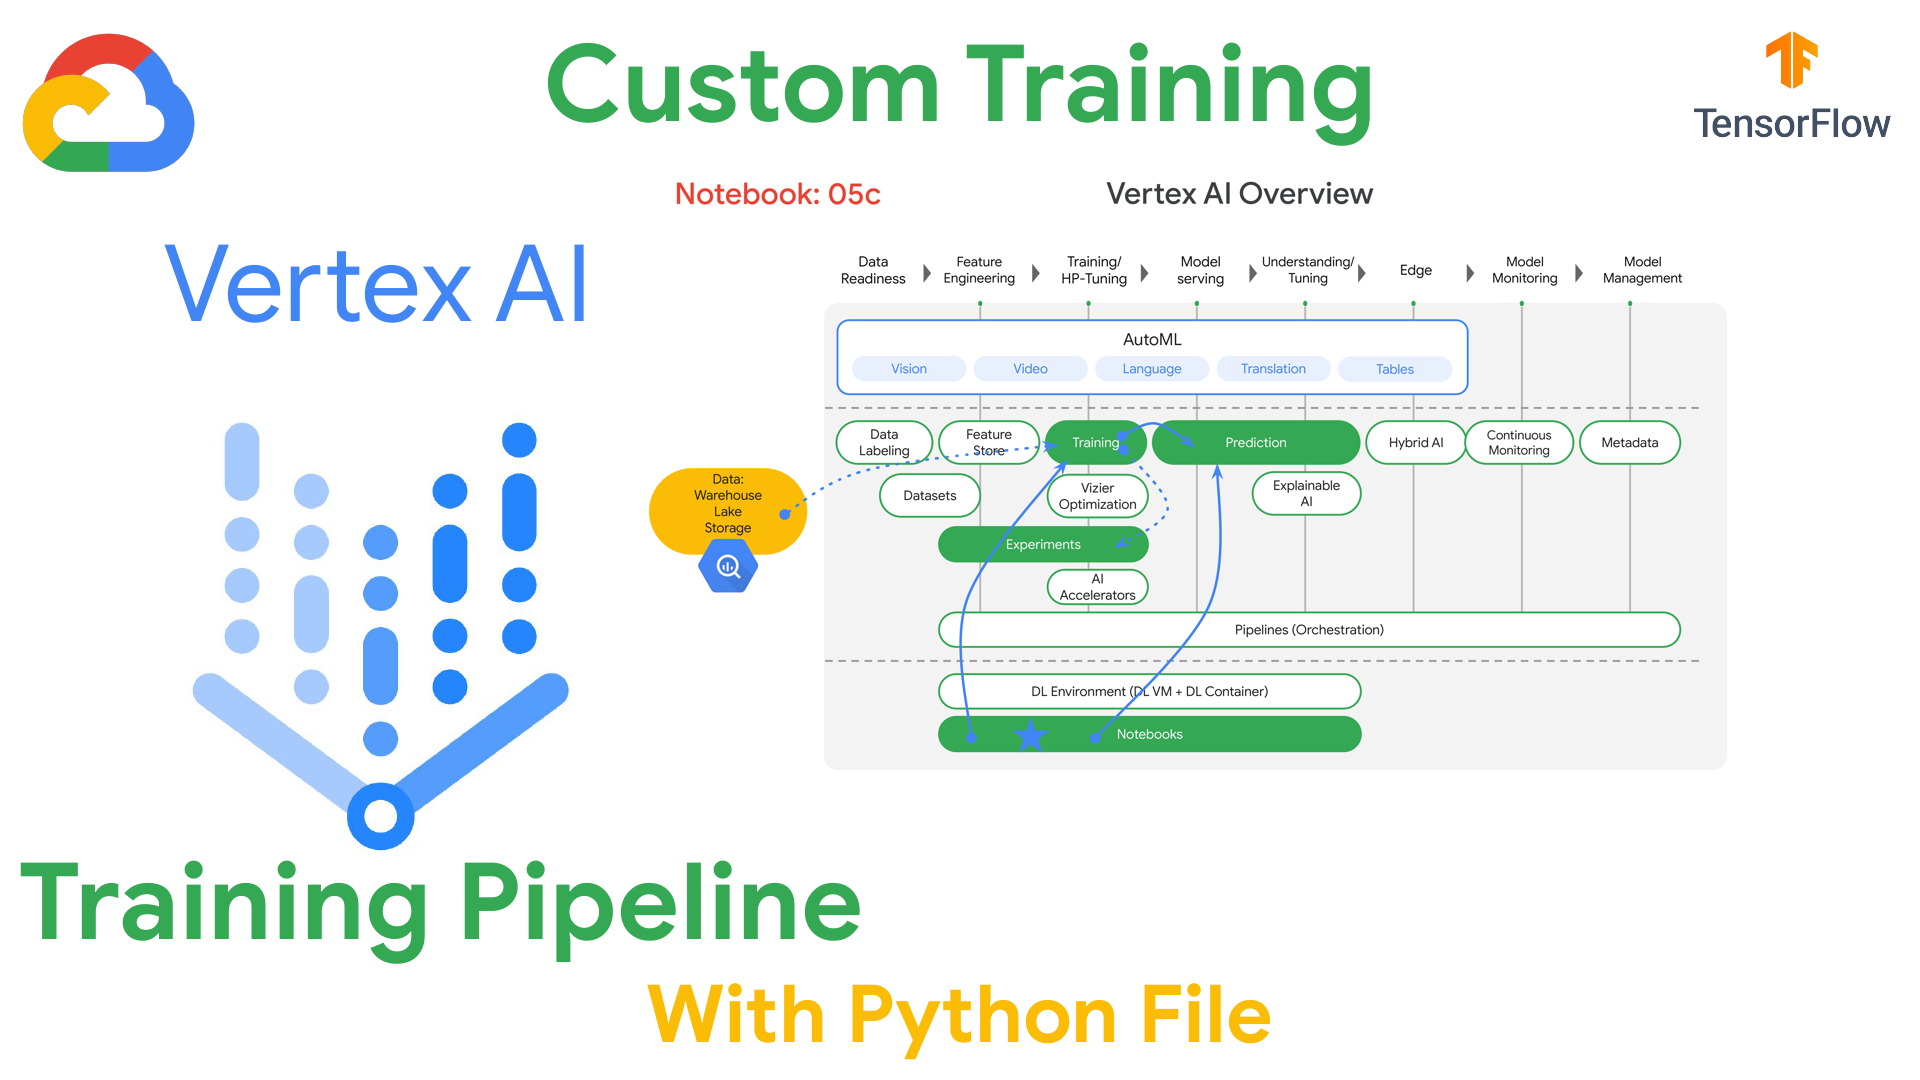 Custom Training
TensorFlow
Notebook: 05c
Vertex AI Overview
Vertex AI
Data
Readiness
Feature
Engineering
Training/
HP-Tuning
Model
serving
Understanding/
Tuning
Edge
Model
Monitoring
Model
Management
AutoML
Vision
Video
Language
Translation
Tables
Data
Labeling
Feature
Store
Training
Prediction
Hybrid AI
Continuous
Monitoring
Metadata
Data:
Warehouse
Lake
Storage
Datasets
Vizier
Optimization
Explainable
AI
Experiments
AI
Accelerators
Pipelines (Orchestration)
DL Environment (DL VM + DL Container)
Notebooks
Training Pipeline
With Python File